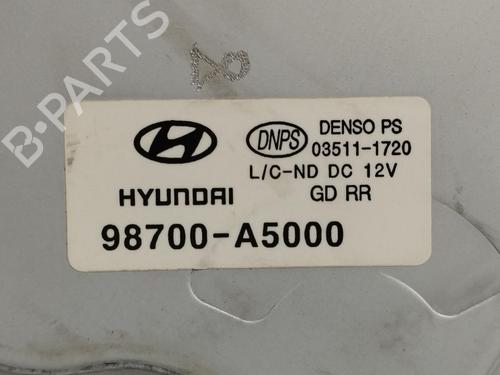 B-PARTS
DNPS
DENSO PS
03511-1720
L/C-ND DC 12V
HYUNDAI
GD RR
98700-A5000